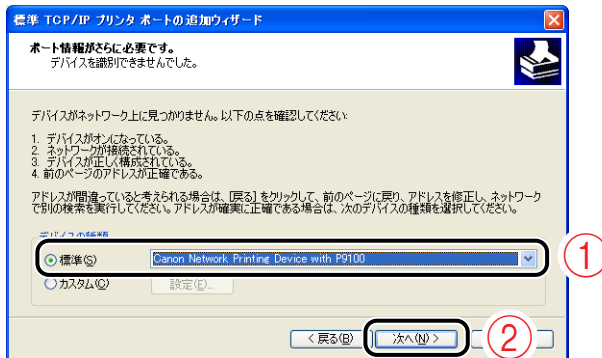 標準 TCP/IP プリンタ ポートの追加ウィザード
ポート情報がさらに必要です。
デバイスを識別できませんでした。
デバイスがネットワーク上に見つかりません。以下の点を確認してください:
1. デバイスがオンになっている。
2. ネットワークが接続されている。
3. デバイスが正しく構成されている。
4. 前のページのアドレスが正確である。
アドレスが間違っていると考えられる場合は、[戻る] をクリックして、前のページに戻り、アドレスを修正し、ネットワーク
で別の検索を実行してください。アドレスが確実に正確である場合は、次のデバイスの種類を選択してください。
デバイスの種類
標準(S) Canon Network Printing Device with P9100
①
カスタム(C) 設定(E)...
< 戻る(B) 次へ(N) >
②